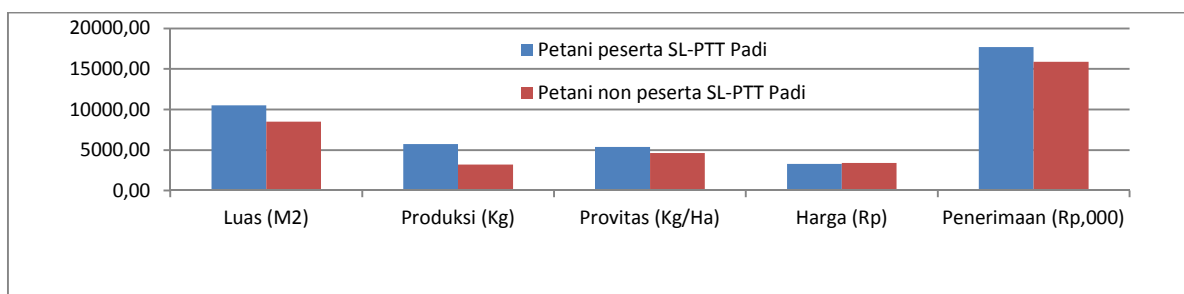 20000,00
15000,00
10000,00
5000,00
0,00
Petani peserta SL-PTT Padi
Petani non peserta SL-PTT Padi
Luas (M2) Produksi (Kg) Provitas (Kg/Ha) Harga (Rp) Penerimaan (Rp,000)